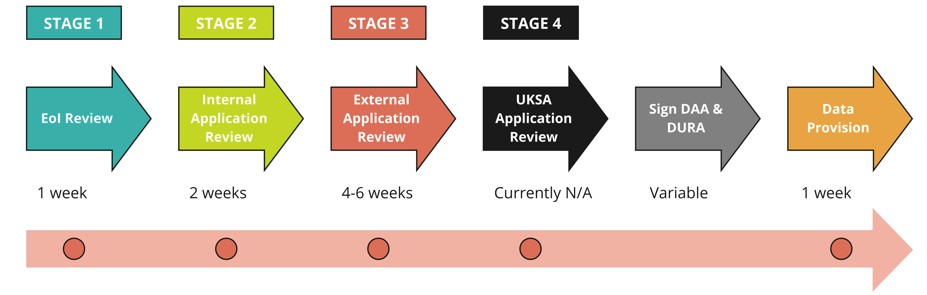 STAGE 1
STAGE 2
STAGE 3
STAGE 4
EoI Review
Internal
Application
Review
External
Application
Review
UKSA
Application
Review
Sign DAA &
DURA
Data
Provision
1 week
2 weeks
4-6 weeks
Currently N/A
Variable
1 week